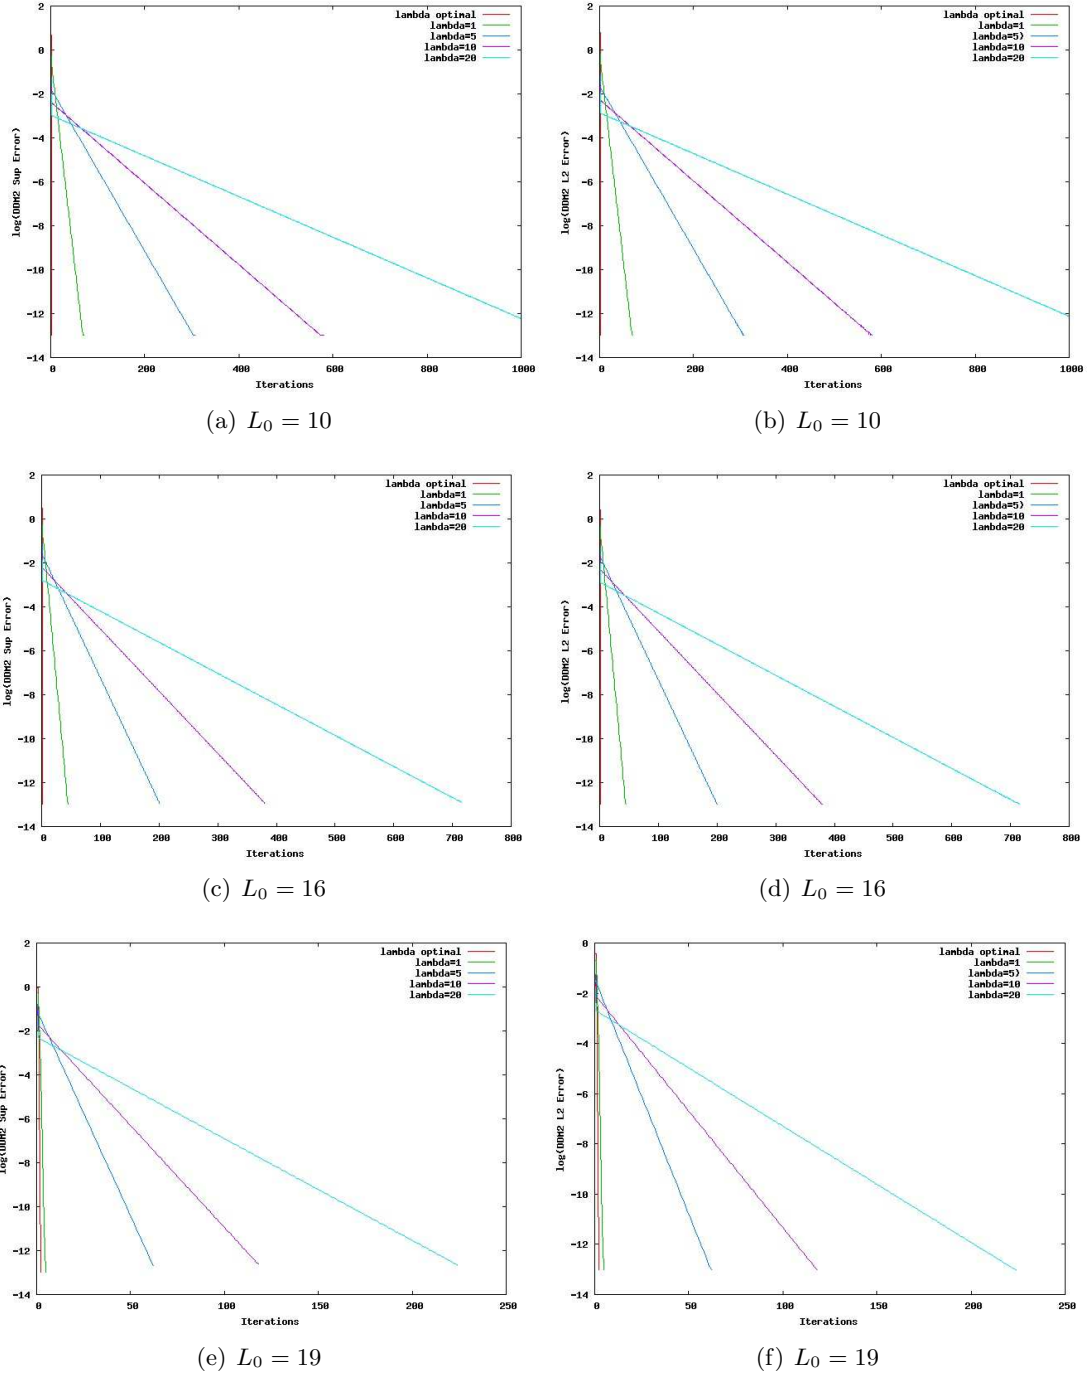 lambda optimal
lambda=1
lambda=5
lambda=10
lambda=20
2
0
-2
-4
-6
-8
-10
-12
-14
log(DDM2 Sup Error)
0 200 400 600 800 1000
Iterations
(a) L₀ = 10
lambda optimal
lambda=1
lambda=5)
lambda=10
lambda=20
2
0
-2
-4
-6
-8
-10
-12
-14
log(DDM2 L2 Error)
0 200 400 600 800 1000
Iterations
(b) L₀ = 10
lambda optimal
lambda=1
lambda=5
lambda=10
lambda=20
2
0
-2
-4
-6
-8
-10
-12
-14
log(DDM2 Sup Error)
0 100 200 300 400 500 600 700 800
Iterations
(c) L₀ = 16
lambda optimal
lambda=1
lambda=5)
lambda=10
lambda=20
2
0
-2
-4
-6
-8
-10
-12
-14
log(DDM2 L2 Error)
0 100 200 300 400 500 600 700 800
Iterations
(d) L₀ = 16
lambda optimal
lambda=1
lambda=5
lambda=10
lambda=20
2
0
-2
-4
-6
-8
-10
-12
-14
log(DDM2 Sup Error)
0 50 100 150 200 250
Iterations
(e) L₀ = 19
lambda optimal
lambda=1
lambda=5)
lambda=10
lambda=20
0
-2
-4
-6
-8
-10
-12
-14
log(DDM2 L2 Error)
0 50 100 150 200 250
Iterations
(f) L₀ = 19